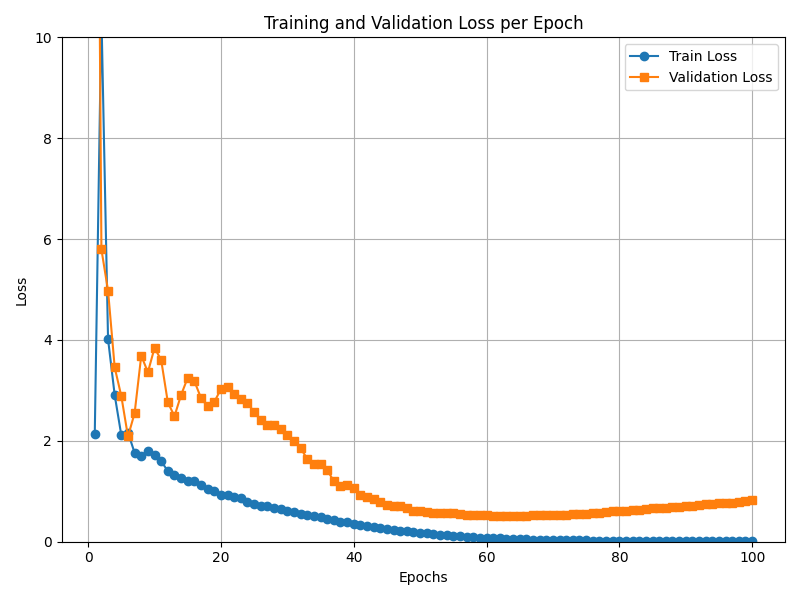 Training and Validation Loss per Epoch
Train Loss
Validation Loss
10
8
6
4
2
0
Loss
0 20 40 60 80 100
Epochs